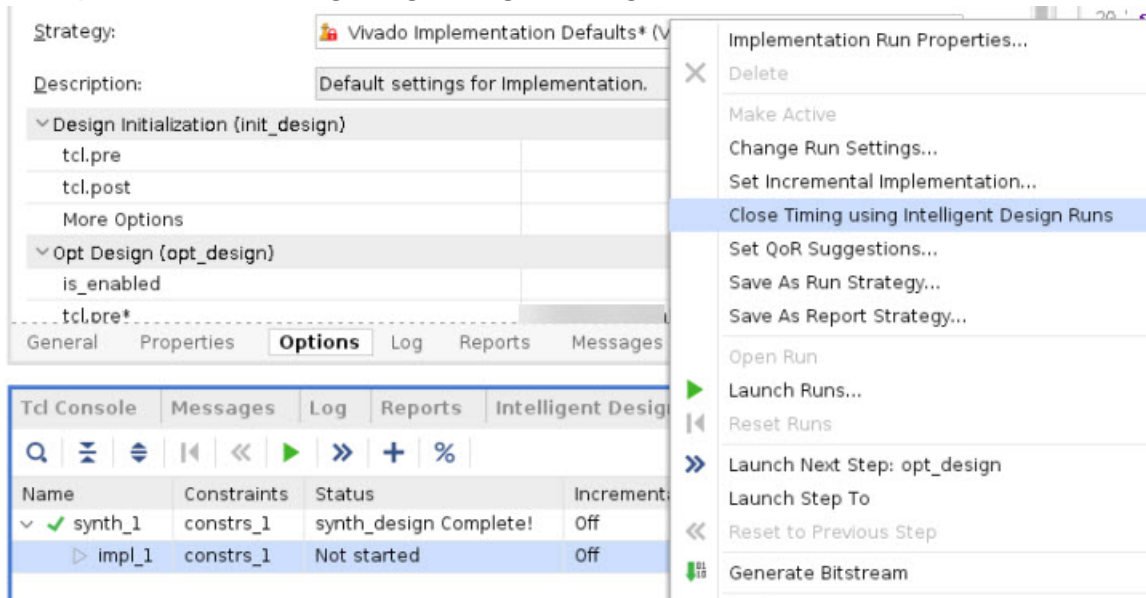 Strategy: Vivado Implementation Defaults* (V
Description: Default settings for Implementation.
Design Initialization (init_design)
tcl.pre
tcl.post
More Options
Opt Design (opt_design)
is_enabled
tcl.pre*
General Properties Options Log Reports Messages
Tcl Console Messages Log Reports Intelligent Desig
Name Constraints Status Increment
synth_1 constrs_1 synth_design Complete! Off
impl_1 constrs_1 Not started Off
Implementation Run Properties...
Delete
Make Active
Change Run Settings...
Set Incremental Implementation...
Close Timing using Intelligent Design Runs
Set QoR Suggestions...
Save As Run Strategy...
Save As Report Strategy...
Open Run
Launch Runs...
Reset Runs
Launch Next Step: opt_design
Launch Step To
Reset to Previous Step
Generate Bitstream